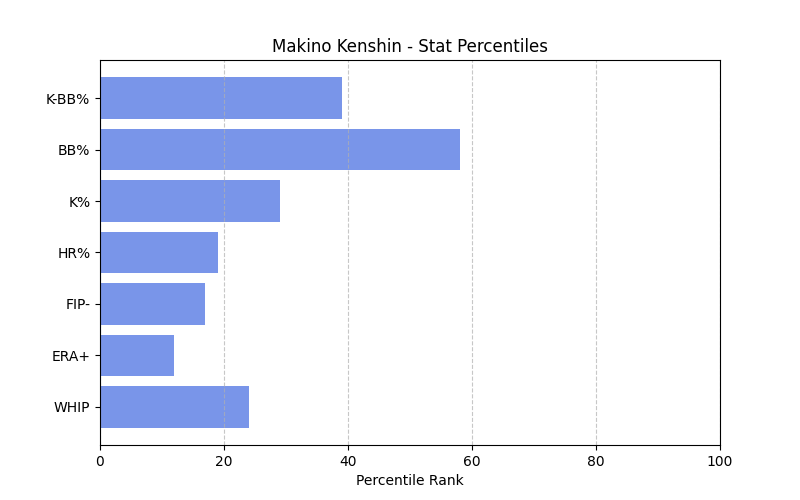 Makino Kenshin - Stat Percentiles
K-BB%
BB%
K%
HR%
FIP-
ERA+
WHIP
0 20 40 60 80 100
Percentile Rank